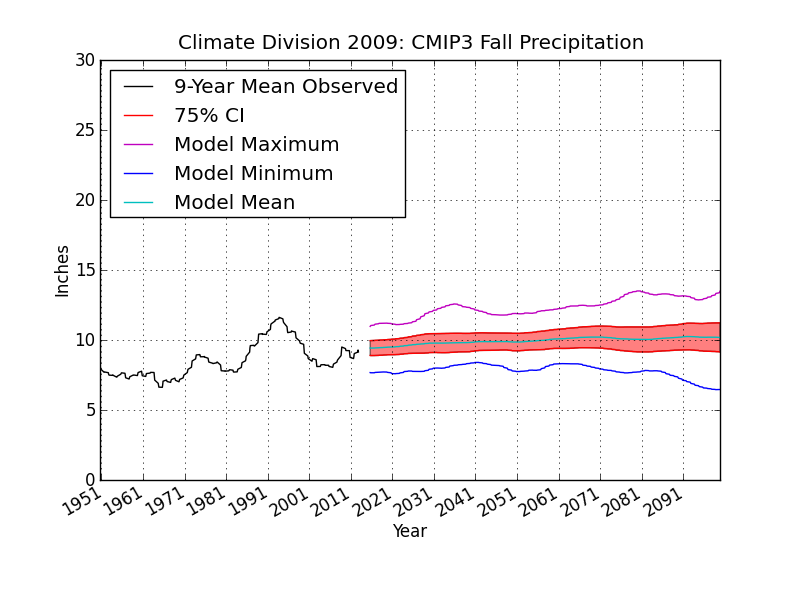 Climate Division 2009: CMIP3 Fall Precipitation
30
25
20
15
10
5
0
Inches
9-Year Mean Observed
75% CI
Model Maximum
Model Minimum
Model Mean
1951 1961 1971 1981 1991 2001 2011 2021 2031 2041 2051 2061 2071 2081 2091
Year